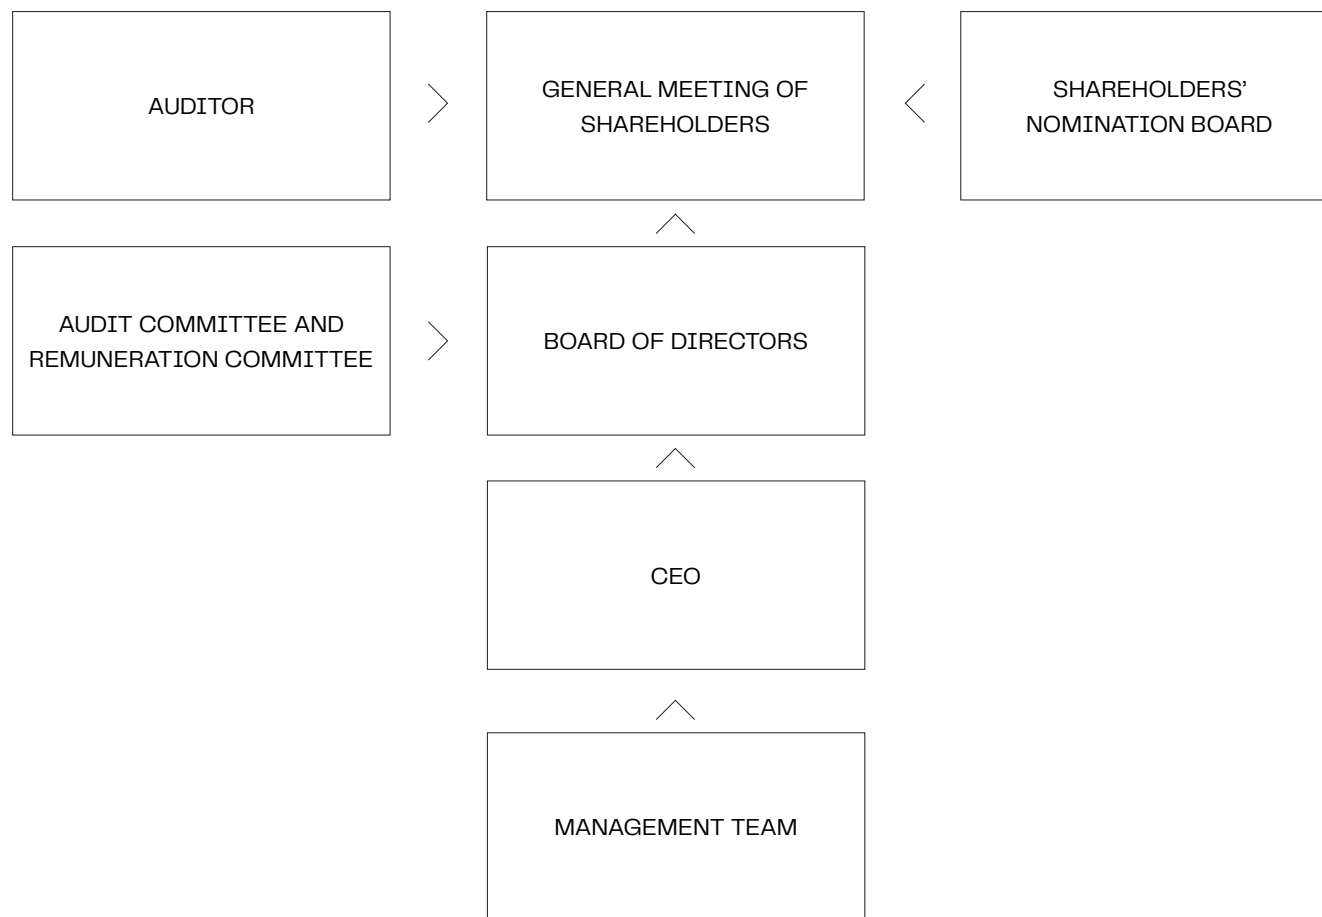 AUDITOR
GENERAL MEETING OF
SHAREHOLDERS
SHAREHOLDERS’
NOMINATION BOARD
AUDIT COMMITTEE AND
REMUNERATION COMMITTEE
BOARD OF DIRECTORS
CEO
MANAGEMENT TEAM